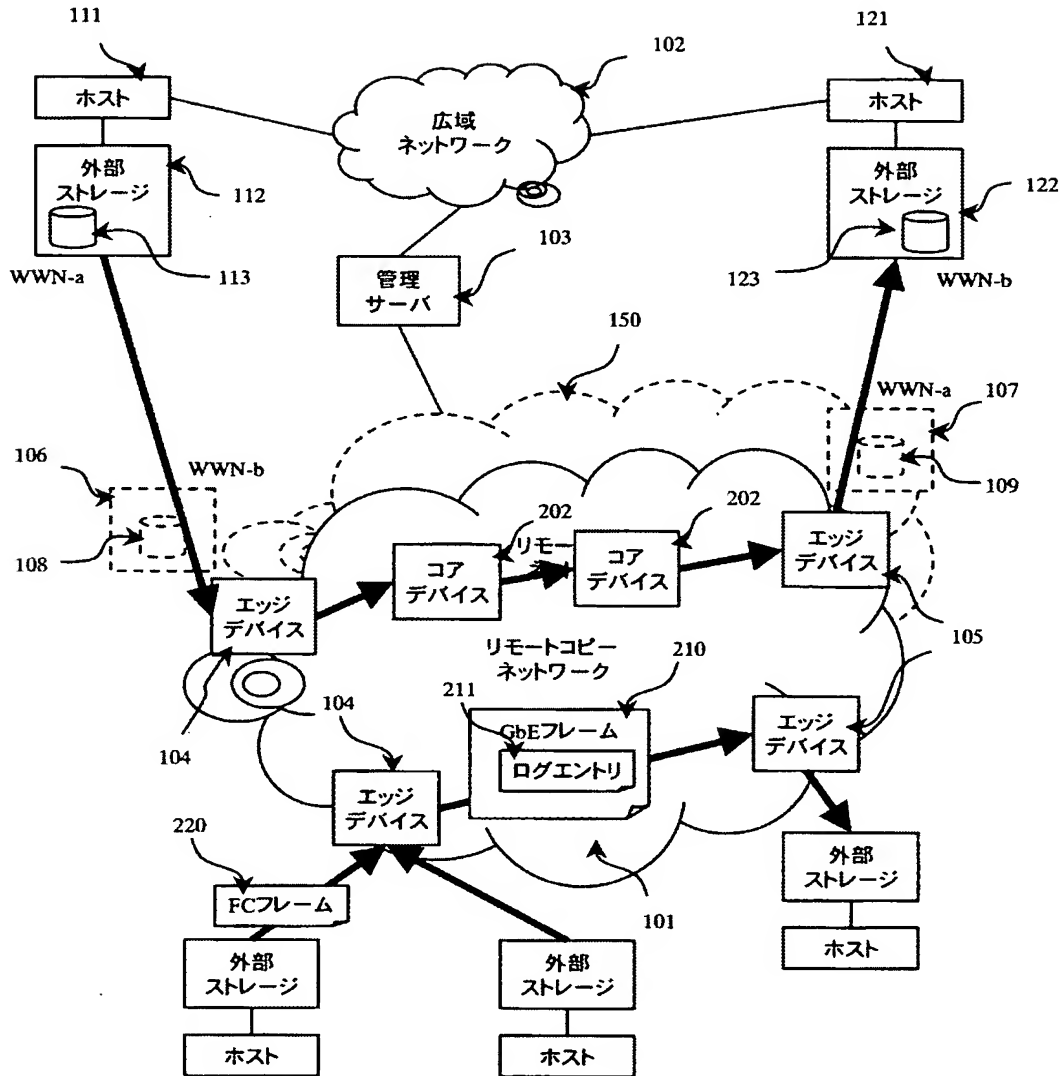 111
121
102
ホスト
ホスト
広域
ネットワーク
外部
ストレージ
112
外部
ストレージ
122
113
103
123
WWN-a
管理
サーバ
WWN-b
150
WWN-a
107
106
WWN-b
109
108
202
202
コア
デバイス
リモー
コア
デバイス
エッジ
デバイス
エッジ
デバイス
105
リモートコピー
ネットワーク
210
104
104
211
GbEフレーム
ログエントリ
エッジ
デバイス
エッジ
デバイス
220
FCフレーム
101
外部
ストレージ
ホスト
外部
ストレージ
外部
ストレージ
ホスト
ホスト